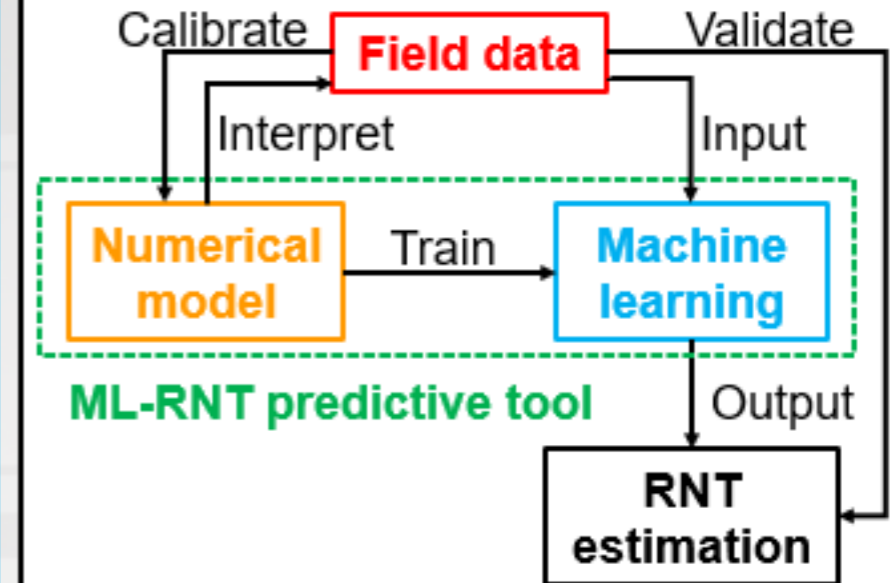 Calibrate
Field data
Validate
Interpret
Input
Numerical
model
Train
Machine
learning
ML-RNT predictive tool
Output
RNT
estimation